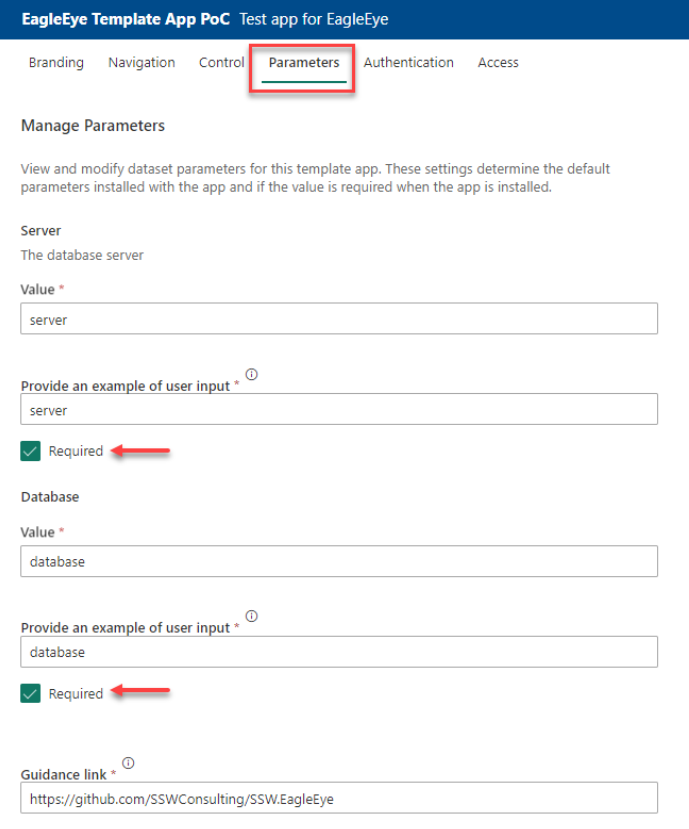 EagleEye Template App PoC Test app for EagleEye
Branding Navigation Control Parameters Authentication Access
Manage Parameters
View and modify dataset parameters for this template app. These settings determine the default
parameters installed with the app and if the value is required when the app is installed.
Server
The database server
Value *
server
Provide an example of user input *
server
Required
Database
Value *
database
Provide an example of user input *
database
Required
Guidance link *
https://github.com/SSWConsulting/SSW.EagleEye